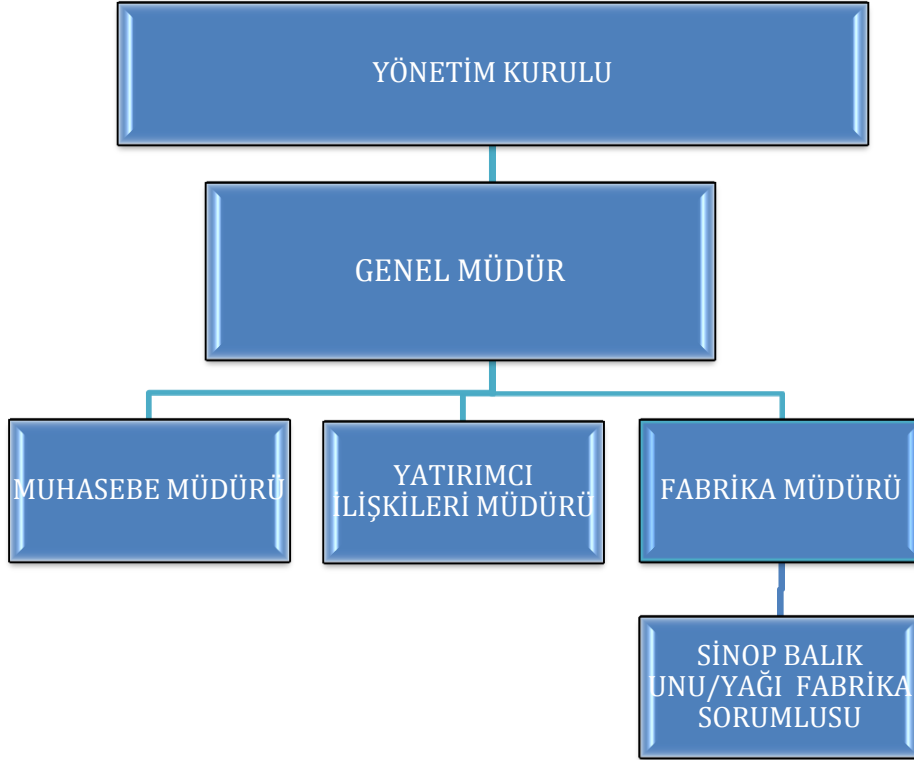 YÖNETİM KURULU
GENEL MÜDÜR
MUHASEBE MÜDÜRÜ
YATIRIMCI
İLİŞKİLERİ MÜDÜRÜ
FABRİKA MÜDÜRÜ
SİNOP BALIK
UNU/YAĞI FABRİKA
SORUMLUSU